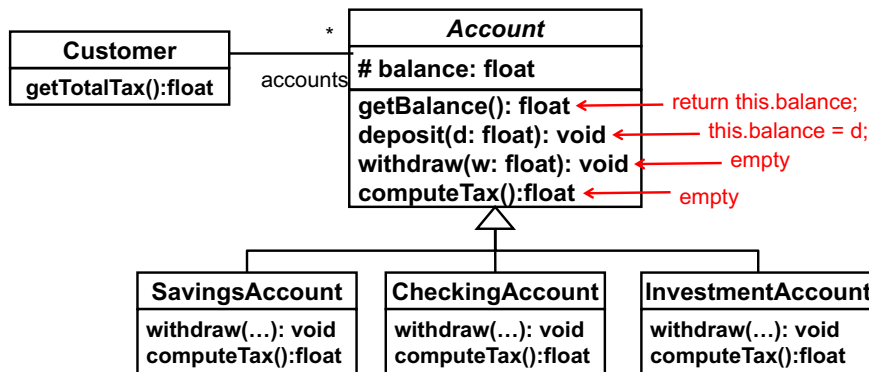 Customer
getTotalTax():float
*
accounts
Account
# balance: float
getBalance(): float
return this.balance;
deposit(d: float): void
this.balance = d;
withdraw(w: float): void
empty
computeTax():float
empty
SavingsAccount
withdraw(…): void
computeTax():float
CheckingAccount
withdraw(…): void
computeTax():float
InvestmentAccount
withdraw(…): void
computeTax():float